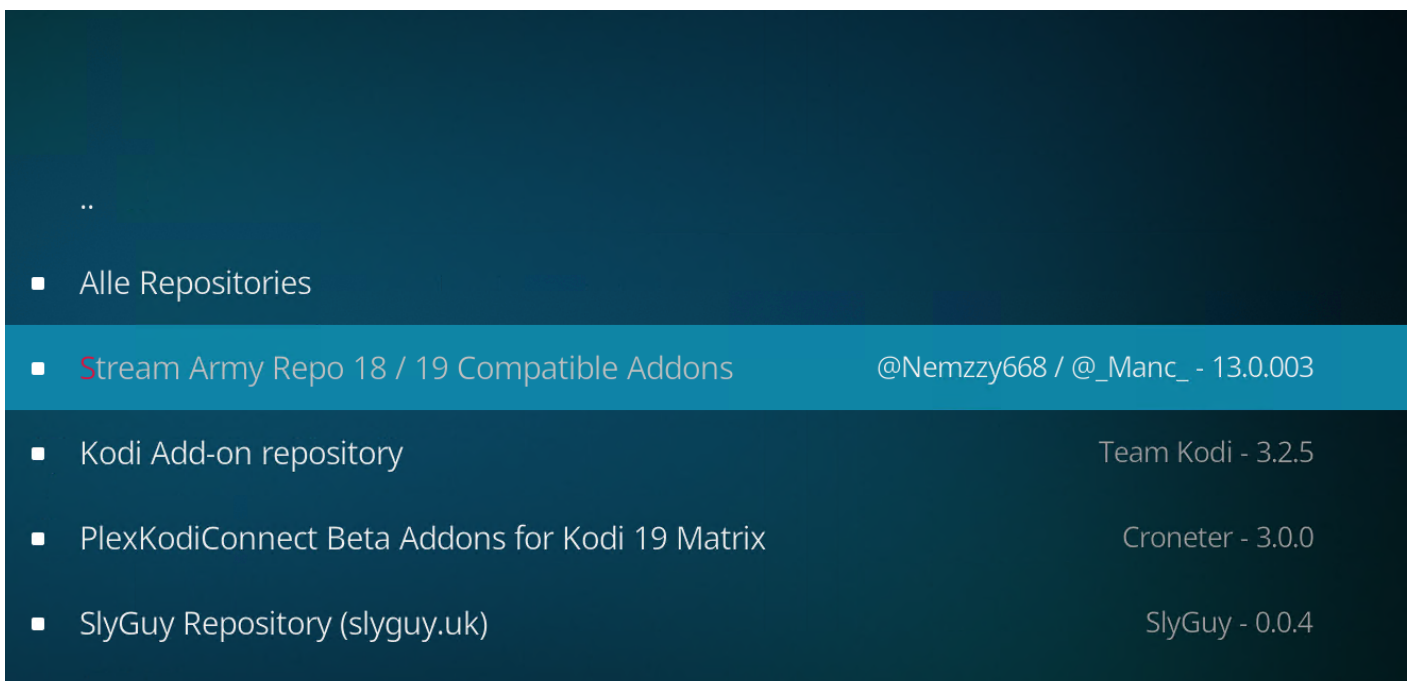 ..
Alle Repositories
Stream Army Repo 18 / 19 Compatible Addons @Nemzzy668 / @_Manc_ - 13.0.003
Kodi Add-on repository Team Kodi - 3.2.5
PlexKodiConnect Beta Addons for Kodi 19 Matrix Croneter - 3.0.0
SlyGuy Repository (slyguy.uk) SlyGuy - 0.0.4